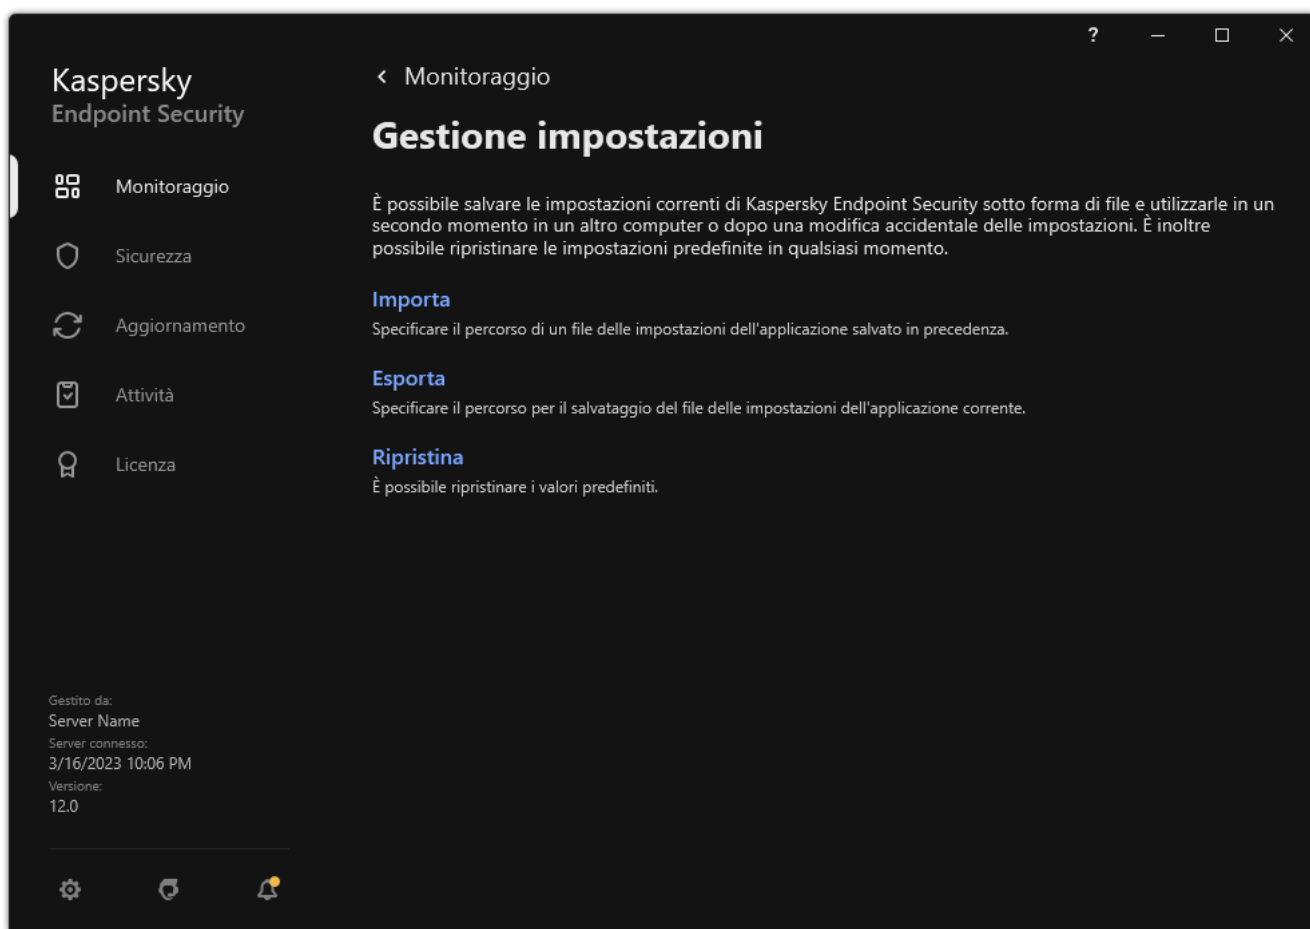 ?
Kaspersky
Endpoint Security
Monitoraggio
Sicurezza
Aggiornamento
Attività
Licenza
Gestito da:
Server Name
Server connesso:
3/16/2023 10:06 PM
Versione:
12.0
Monitoraggio
Gestione impostazioni
È possibile salvare le impostazioni correnti di Kaspersky Endpoint Security sotto forma di file e utilizzarle in un
secondo momento in un altro computer o dopo una modifica accidentale delle impostazioni. È inoltre
possibile ripristinare le impostazioni predefinite in qualsiasi momento.
Importa
Specificare il percorso di un file delle impostazioni dell'applicazione salvato in precedenza.
Esporta
Specificare il percorso per il salvataggio del file delle impostazioni dell'applicazione corrente.
Ripristina
È possibile ripristinare i valori predefiniti.